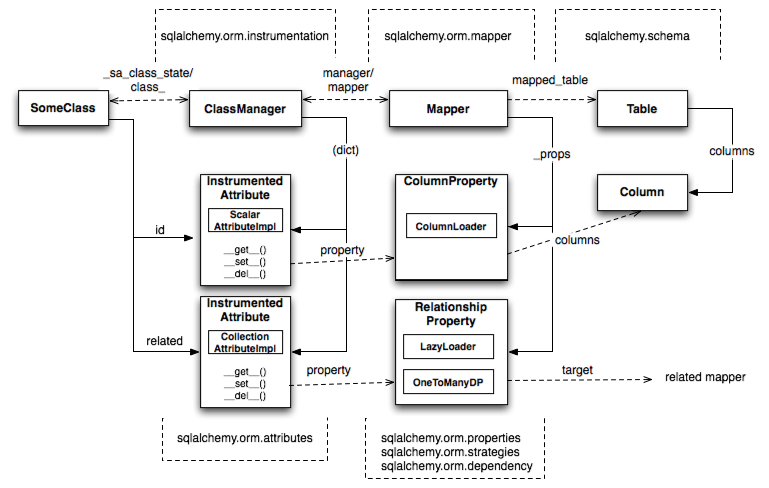 sqlalchemy.orm.instrumentation
sqlalchemy.orm.mapper
sqlalchemy.schema
_sa_class_state/
class_
manager/
mapper
mapped_table
SomeClass
ClassManager
Mapper
Table
(dict)
_props
columns
Instrumented
Attribute
Scalar
AttributeImpl
__get__()
__set__()
__del__()
id
property
ColumnProperty
ColumnLoader
columns
Column
Instrumented
Attribute
Collection
AttributeImpl
__get__()
__set__()
__del__()
related
property
Relationship
Property
LazyLoader
OneToManyDP
target
related mapper
sqlalchemy.orm.attributes
sqlalchemy.orm.properties
sqlalchemy.orm.strategies
sqlalchemy.orm.dependency